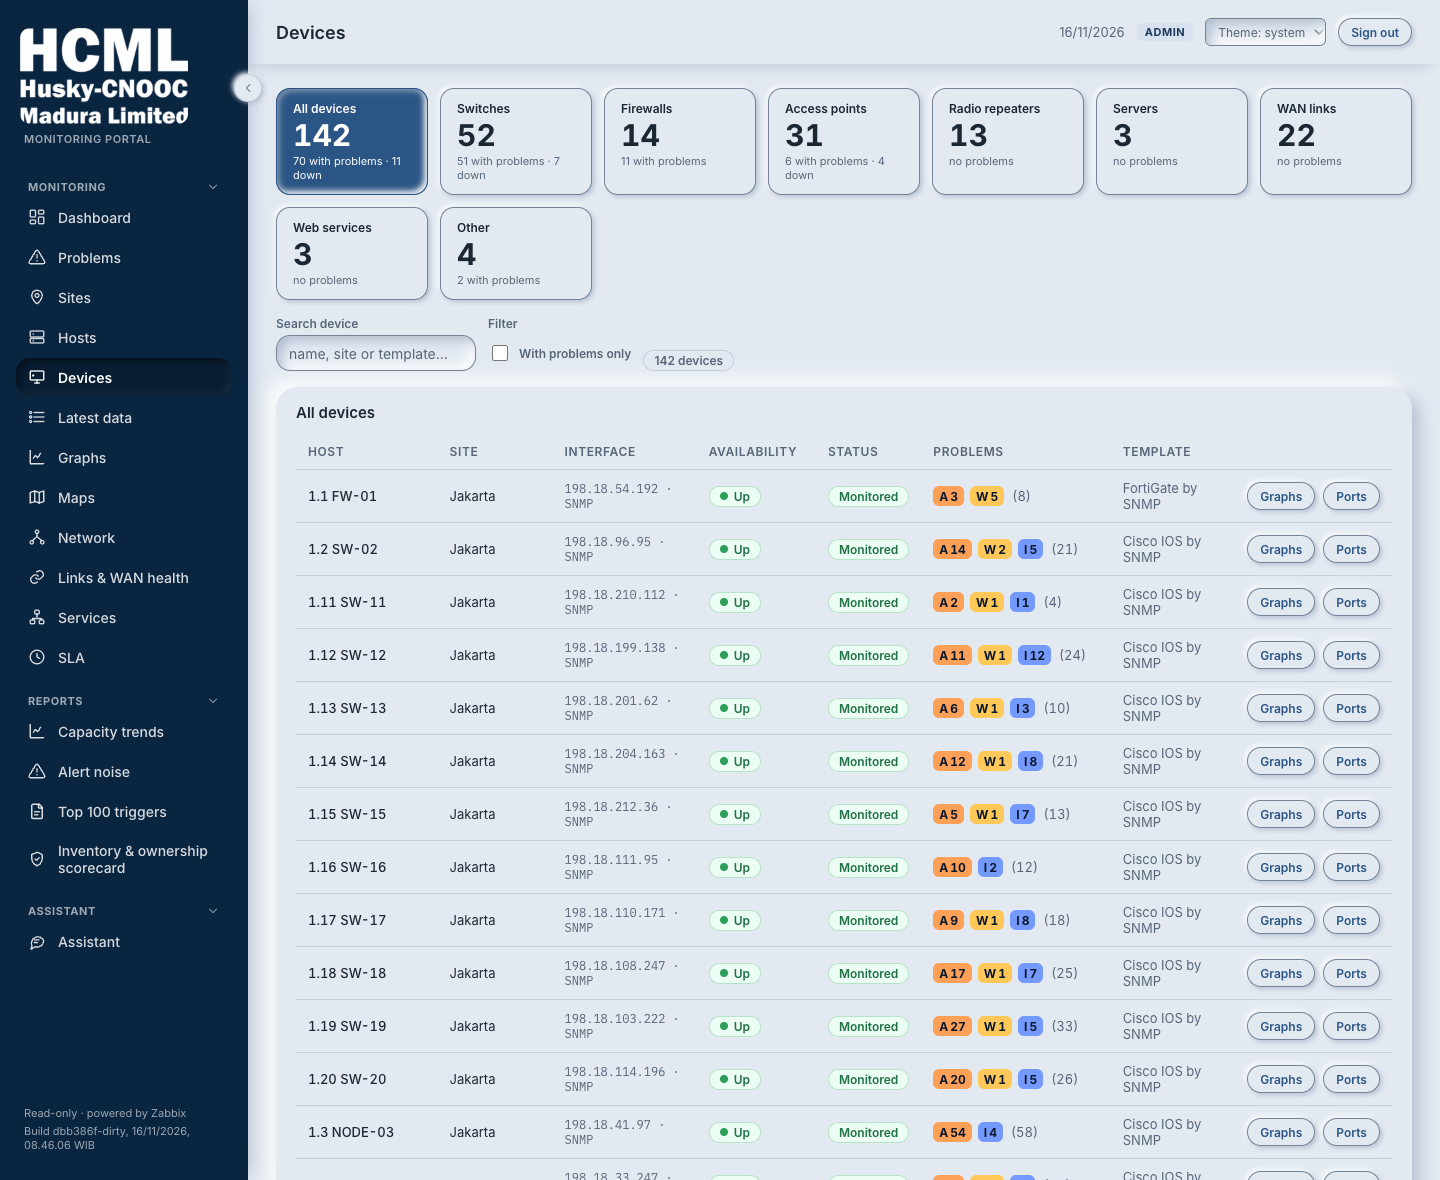 HCML
Husky-CNOOC
Madura Limited
MONITORING PORTAL
MONITORING
Dashboard
Problems
Sites
Hosts
Devices
Latest data
Graphs
Maps
Network
Links & WAN health
Services
SLA
REPORTS
Capacity trends
Alert noise
Top 100 triggers
Inventory & ownership
scorecard
ASSISTANT
Assistant
Read-only · powered by Zabbix
Build dbb386f-dirty, 16/11/2026,
08.46.06 WIB
Devices
16/11/2026 ADMIN Theme: system Sign out
All devices
142
70 with problems · 11
down
Switches
52
51 with problems · 7
down
Firewalls
14
11 with problems
Access points
31
6 with problems · 4
down
Radio repeaters
13
no problems
Servers
3
no problems
WAN links
22
no problems
Web services
3
no problems
Other
4
2 with problems
Search device Filter
name, site or template... With problems only 142 devices
All devices
HOST SITE INTERFACE AVAILABILITY STATUS PROBLEMS TEMPLATE
1.1 FW-01 Jakarta 198.18.54.192 · SNMP Up Monitored A 3 W 5 (8) FortiGate by SNMP Graphs Ports
1.2 SW-02 Jakarta 198.18.96.95 · SNMP Up Monitored A 14 W 2 I 5 (21) Cisco IOS by SNMP Graphs Ports
1.11 SW-11 Jakarta 198.18.210.112 · SNMP Up Monitored A 2 W 1 I 1 (4) Cisco IOS by SNMP Graphs Ports
1.12 SW-12 Jakarta 198.18.199.138 · SNMP Up Monitored A 11 W 1 I 12 (24) Cisco IOS by SNMP Graphs Ports
1.13 SW-13 Jakarta 198.18.201.62 · SNMP Up Monitored A 6 W 1 I 3 (10) Cisco IOS by SNMP Graphs Ports
1.14 SW-14 Jakarta 198.18.204.163 · SNMP Up Monitored A 12 W 1 I 8 (21) Cisco IOS by SNMP Graphs Ports
1.15 SW-15 Jakarta 198.18.212.36 · SNMP Up Monitored A 5 W 1 I 7 (13) Cisco IOS by SNMP Graphs Ports
1.16 SW-16 Jakarta 198.18.111.95 · SNMP Up Monitored A 10 I 2 (12) Cisco IOS by SNMP Graphs Ports
1.17 SW-17 Jakarta 198.18.110.171 · SNMP Up Monitored A 9 W 1 I 8 (18) Cisco IOS by SNMP Graphs Ports
1.18 SW-18 Jakarta 198.18.108.247 · SNMP Up Monitored A 17 W 1 I 7 (25) Cisco IOS by SNMP Graphs Ports
1.19 SW-19 Jakarta 198.18.103.222 · SNMP Up Monitored A 27 W 1 I 5 (33) Cisco IOS by SNMP Graphs Ports
1.20 SW-20 Jakarta 198.18.114.196 · SNMP Up Monitored A 20 W 1 I 5 (26) Cisco IOS by SNMP Graphs Ports
1.3 NODE-03 Jakarta 198.18.41.97 · SNMP Up Monitored A 54 I 4 (58) Cisco IOS by SNMP Graphs Ports
198.18.33.247 · Cisco IOS by